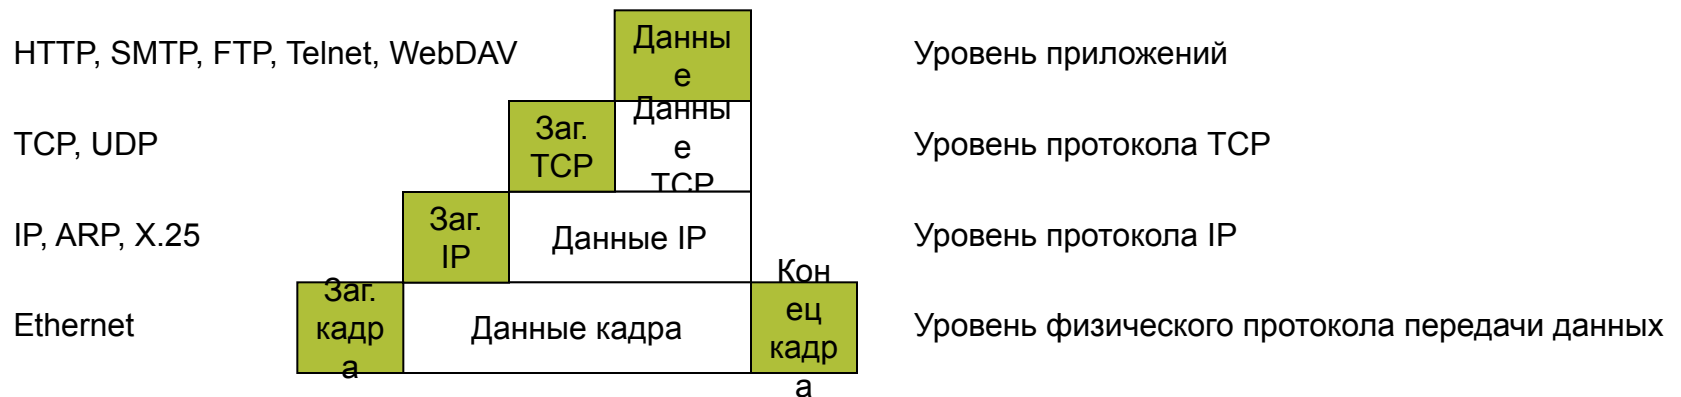 HTTP, SMTP, FTP, Telnet, WebDAV
Данны
е
Уровень приложений
TCP, UDP
Заг.
TCP
Данны
е
TCP
Уровень протокола TCP
IP, ARP, X.25
Заг.
IP
Данные IP
Уровень протокола IP
Ethernet
Заг.
кадр
а
Данные кадра
Кон
ец
кадр
а
Уровень физического протокола передачи данных